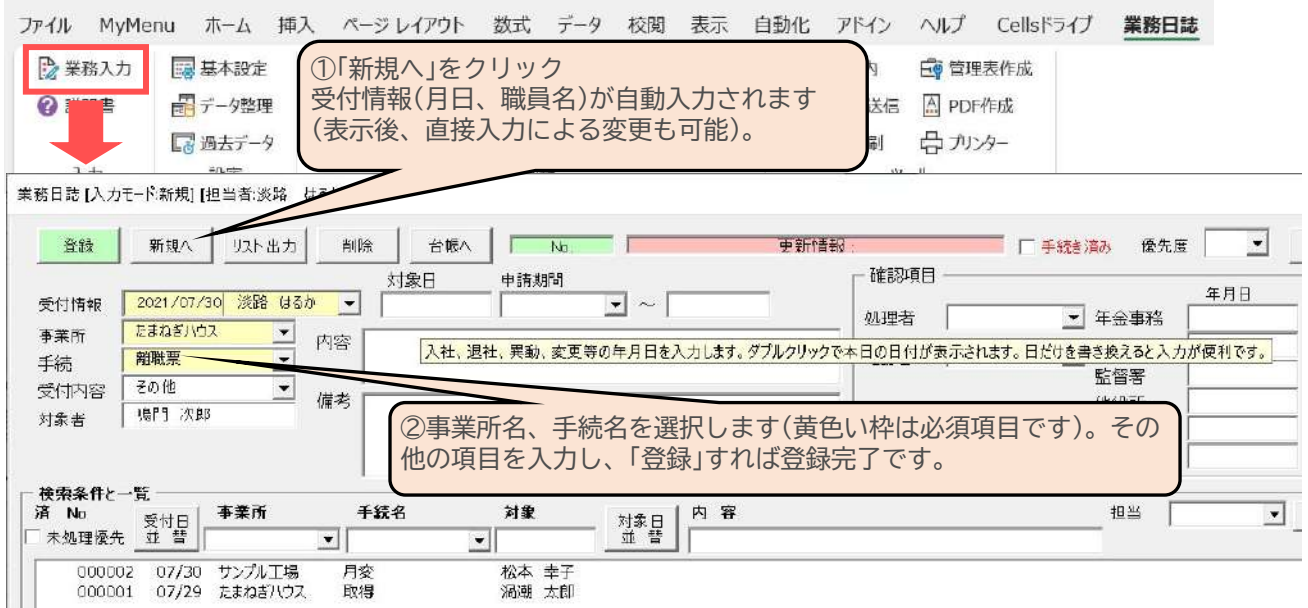 ファイル MyMenu ホーム 挿入 ページ レイアウト 数式 データ 校閲 表示 自動化 アドイン ヘルプ Cellsドライブ 業務日誌
業務入力 基本設定 内 管理表作成
書 データ整理 送信 PDF作成
過去データ 刷 プリンター
①「新規へ」をクリック
受付情報(月日、職員名)が自動入力されます
(表示後、直接入力による変更も可能)。
業務日誌 [入力モード:新規] [担当者:淡路 はるか
登録 新規へ リスト出力 削除 台帳へ No. 更新情報: 手続き済み 優先度
対象日 申請期間 確認項目
年月日
受付情報 2021/07/30 淡路 はるか ～ 処理者 年金事務
事業所 たまねぎハウス 内容
入社、退社、異動、変更等の年月日を入力します。ダブルクリックで本日の日付が表示されます。日だけを書き換えると入力が便利です。
手続 離職票
監督署
受付内容 その他 備考
対象者 鳴門 次郎
②事業所名、手続名を選択します(黄色い枠は必須項目です)。その
他の項目を入力し、「登録」すれば登録完了です。
検索条件と一覧
済 No 受付日 事業所 手続名 対象 対象日 内 容 担当
未処理優先 並 替 並 替
000002 07/30 サンプル工場 月変 松本 幸子
000001 07/29 たまねぎハウス 取得 渦潮 太郎